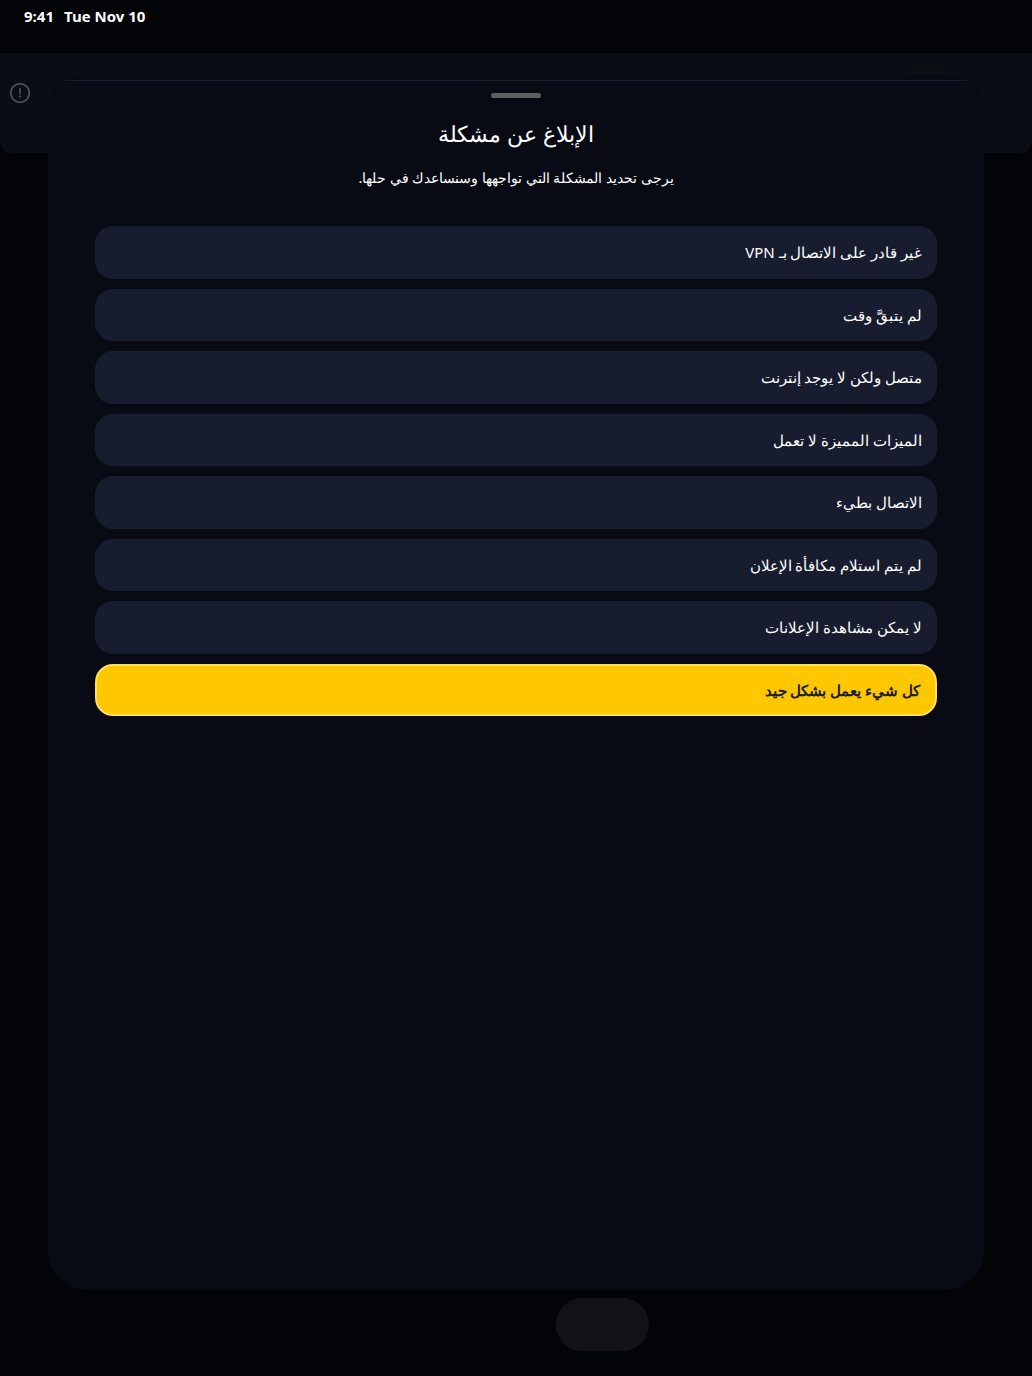 9:41 Tue Nov 10
الإبلاغ عن مشكلة
يرجى تحديد المشكلة التي تواجهها وسنساعدك في حلها.
غير قادر على الاتصال بـ VPN
لم يتبقَّ وقت
متصل ولكن لا يوجد إنترنت
الميزات المميزة لا تعمل
الاتصال بطيء
لم يتم استلام مكافأة الإعلان
لا يمكن مشاهدة الإعلانات
كل شيء يعمل بشكل جيد